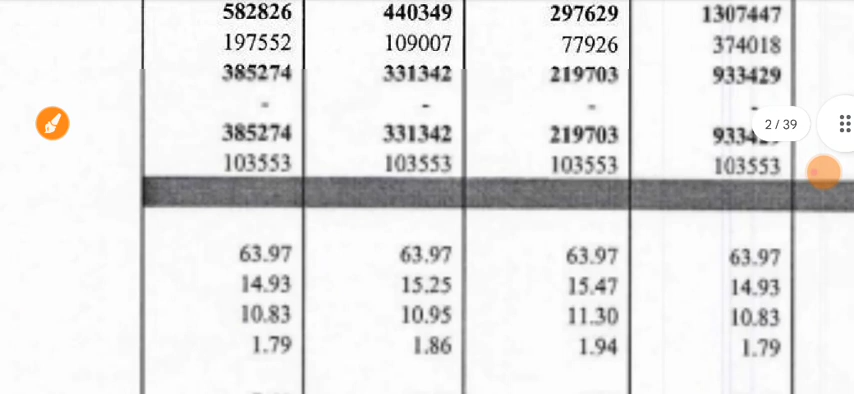 582826 440349 297629 1307447
197552 109007 77926 374018
385274 331342 219703 933429
- - - -
385274 331342 219703
2 / 39
103553 103553 103553 103553
63.97 63.97 63.97 63.97
14.93 15.25 15.47 14.93
10.83 10.95 11.30 10.83
1.79 1.86 1.94 1.79